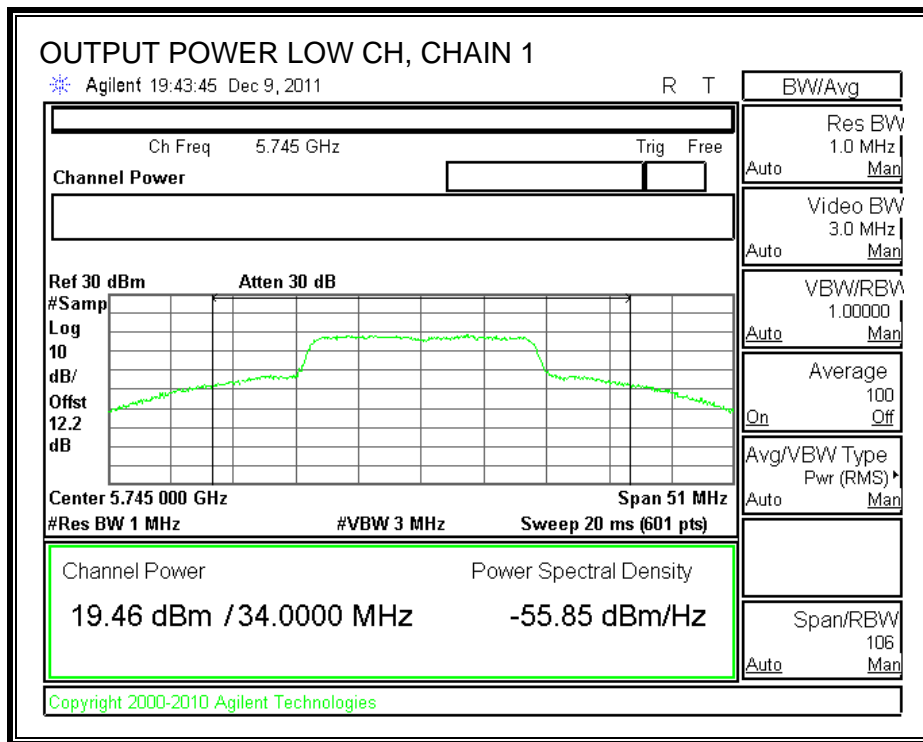 OUTPUT POWER LOW CH, CHAIN 1
Agilent 19:43:45 Dec 9, 2011 R T
BW/Avg
Ch Freq 5.745 GHz Trig Free
Channel Power
Res BW
1.0 MHz
Auto Man
Video BW
3.0 MHz
Auto Man
Ref 30 dBm Atten 30 dB
#Samp
Log
10
dB/
Offst
12.2
dB
VBW/RBW
1.00000
Auto Man
Average
100
On Off
Avg/VBW Type
Pwr (RMS)
Auto Man
Center 5.745 000 GHz Span 51 MHz
#Res BW 1 MHz #VBW 3 MHz Sweep 20 ms (601 pts)
Channel Power Power Spectral Density
19.46 dBm / 34.0000 MHz -55.85 dBm/Hz
Span/RBW
106
Auto Man
Copyright 2000-2010 Agilent Technologies